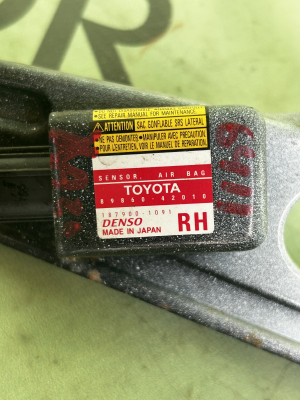 • SEE REPAIR MANUAL FOR MAINTENANCE.
ATTENTION SAC GONFLABLE SRS LATERAL
• NE PAS DEMONTER • MANIPULER AVEC PRECAUTION
• POUR L'ENTRETIEN, VOIR LE MANUEL DE REPARATION.
SENSOR, AIR BAG
TOYOTA
89860-42010
187900-1091
DENSO
MADE IN JAPAN
RH